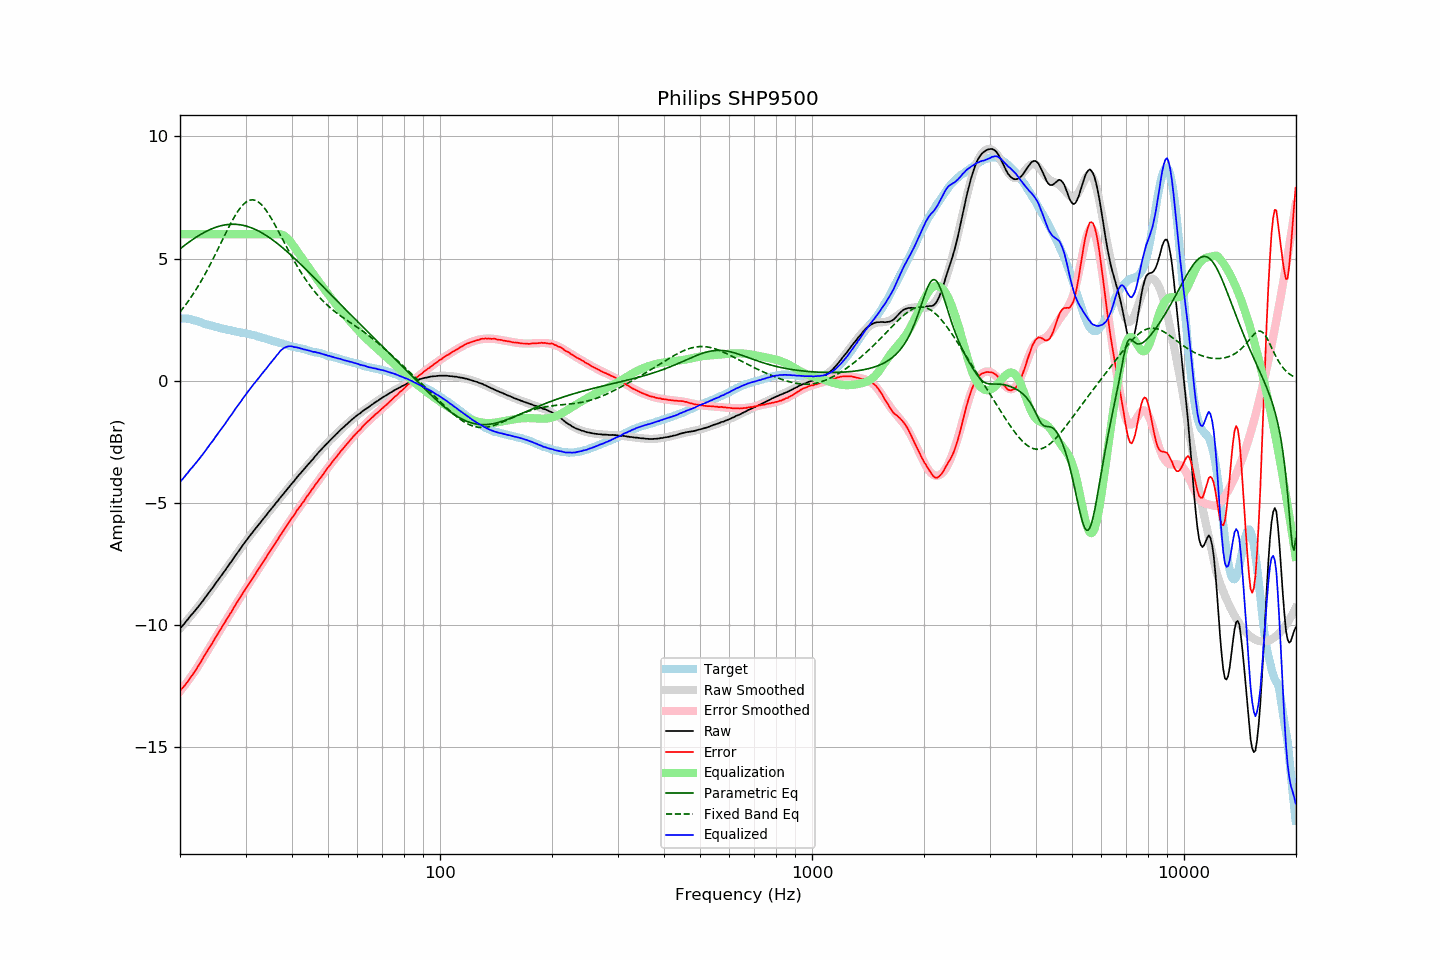 Philips SHP9500
Amplitude (dBr)
10
5
0
−5
−10
−15
Target
Raw Smoothed
Error Smoothed
Raw
Error
Equalization
Parametric Eq
Fixed Band Eq
Equalized
100
1000
10000
Frequency (Hz)